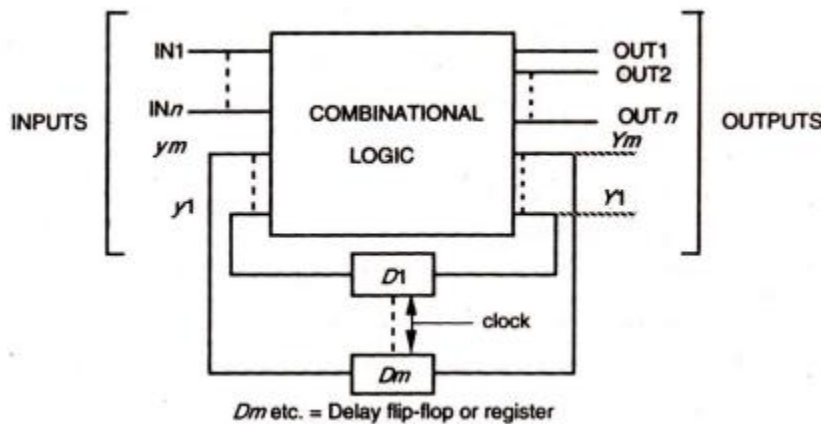 IN1
OUT1
OUT2
INn
COMBINATIONAL
OUTn
INPUTS
OUTPUTS
ym
LOGIC
Ym
y1
Y1
D1
clock
Dm
Dm etc. = Delay flip-flop or register